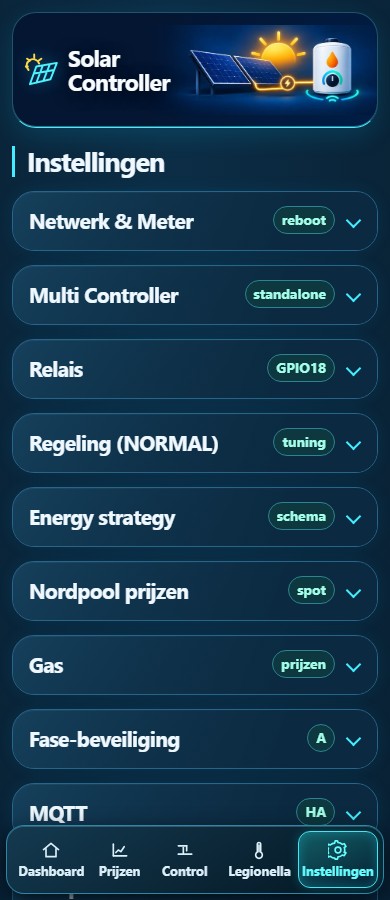 Solar
Controller
Instellingen
Netwerk & Meter reboot
Multi Controller standalone
Relais GPIO18
Regeling (NORMAL) tuning
Energy strategy schema
Nordpool prijzen spot
Gas prijzen
Fase-beveiliging A
MQTT HA
Dashboard Prijzen Control Legionella Instellingen